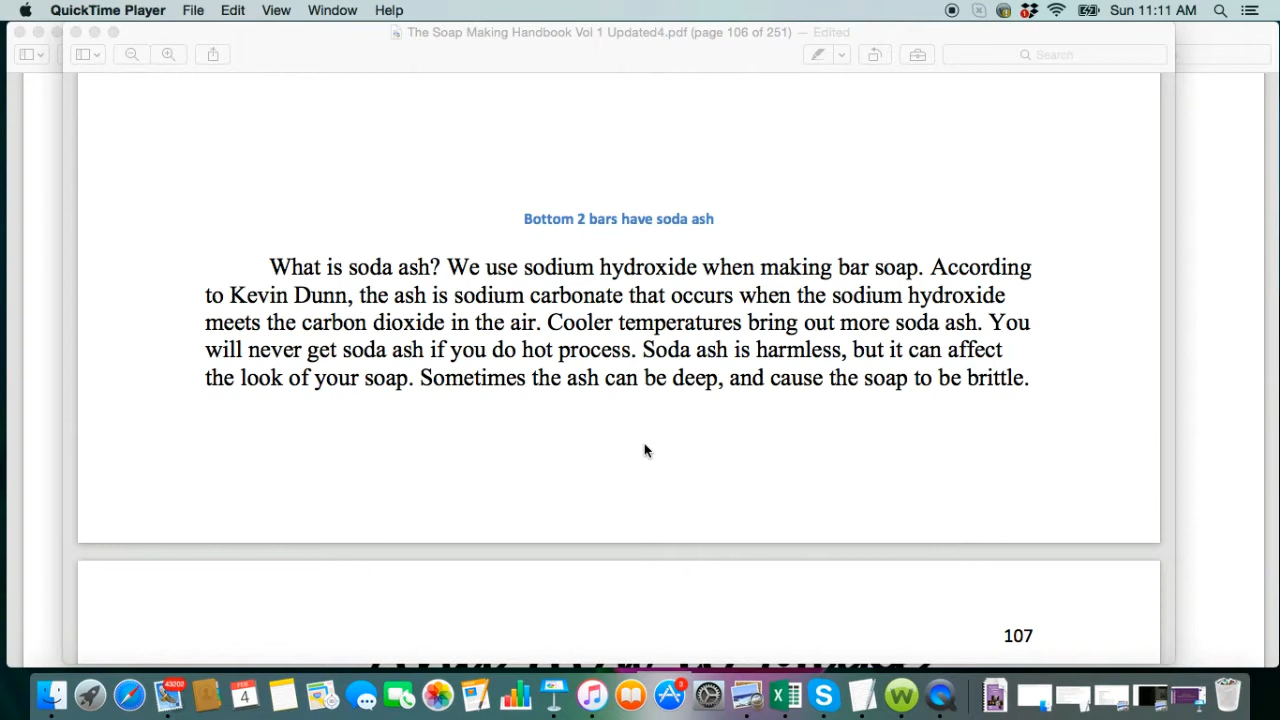 QuickTime Player File Edit View Window Help Sun 11:11 AM
The Soap Making Handbook Vol 1 Updated4.pdf (page 106 of 251) — Edited
Search
Bottom 2 bars have soda ash
What is soda ash? We use sodium hydroxide when making bar soap. According
to Kevin Dunn, the ash is sodium carbonate that occurs when the sodium hydroxide
meets the carbon dioxide in the air. Cooler temperatures bring out more soda ash. You
will never get soda ash if you do hot process. Soda ash is harmless, but it can affect
the look of your soap. Sometimes the ash can be deep, and cause the soap to be brittle.
107
43208
4
3